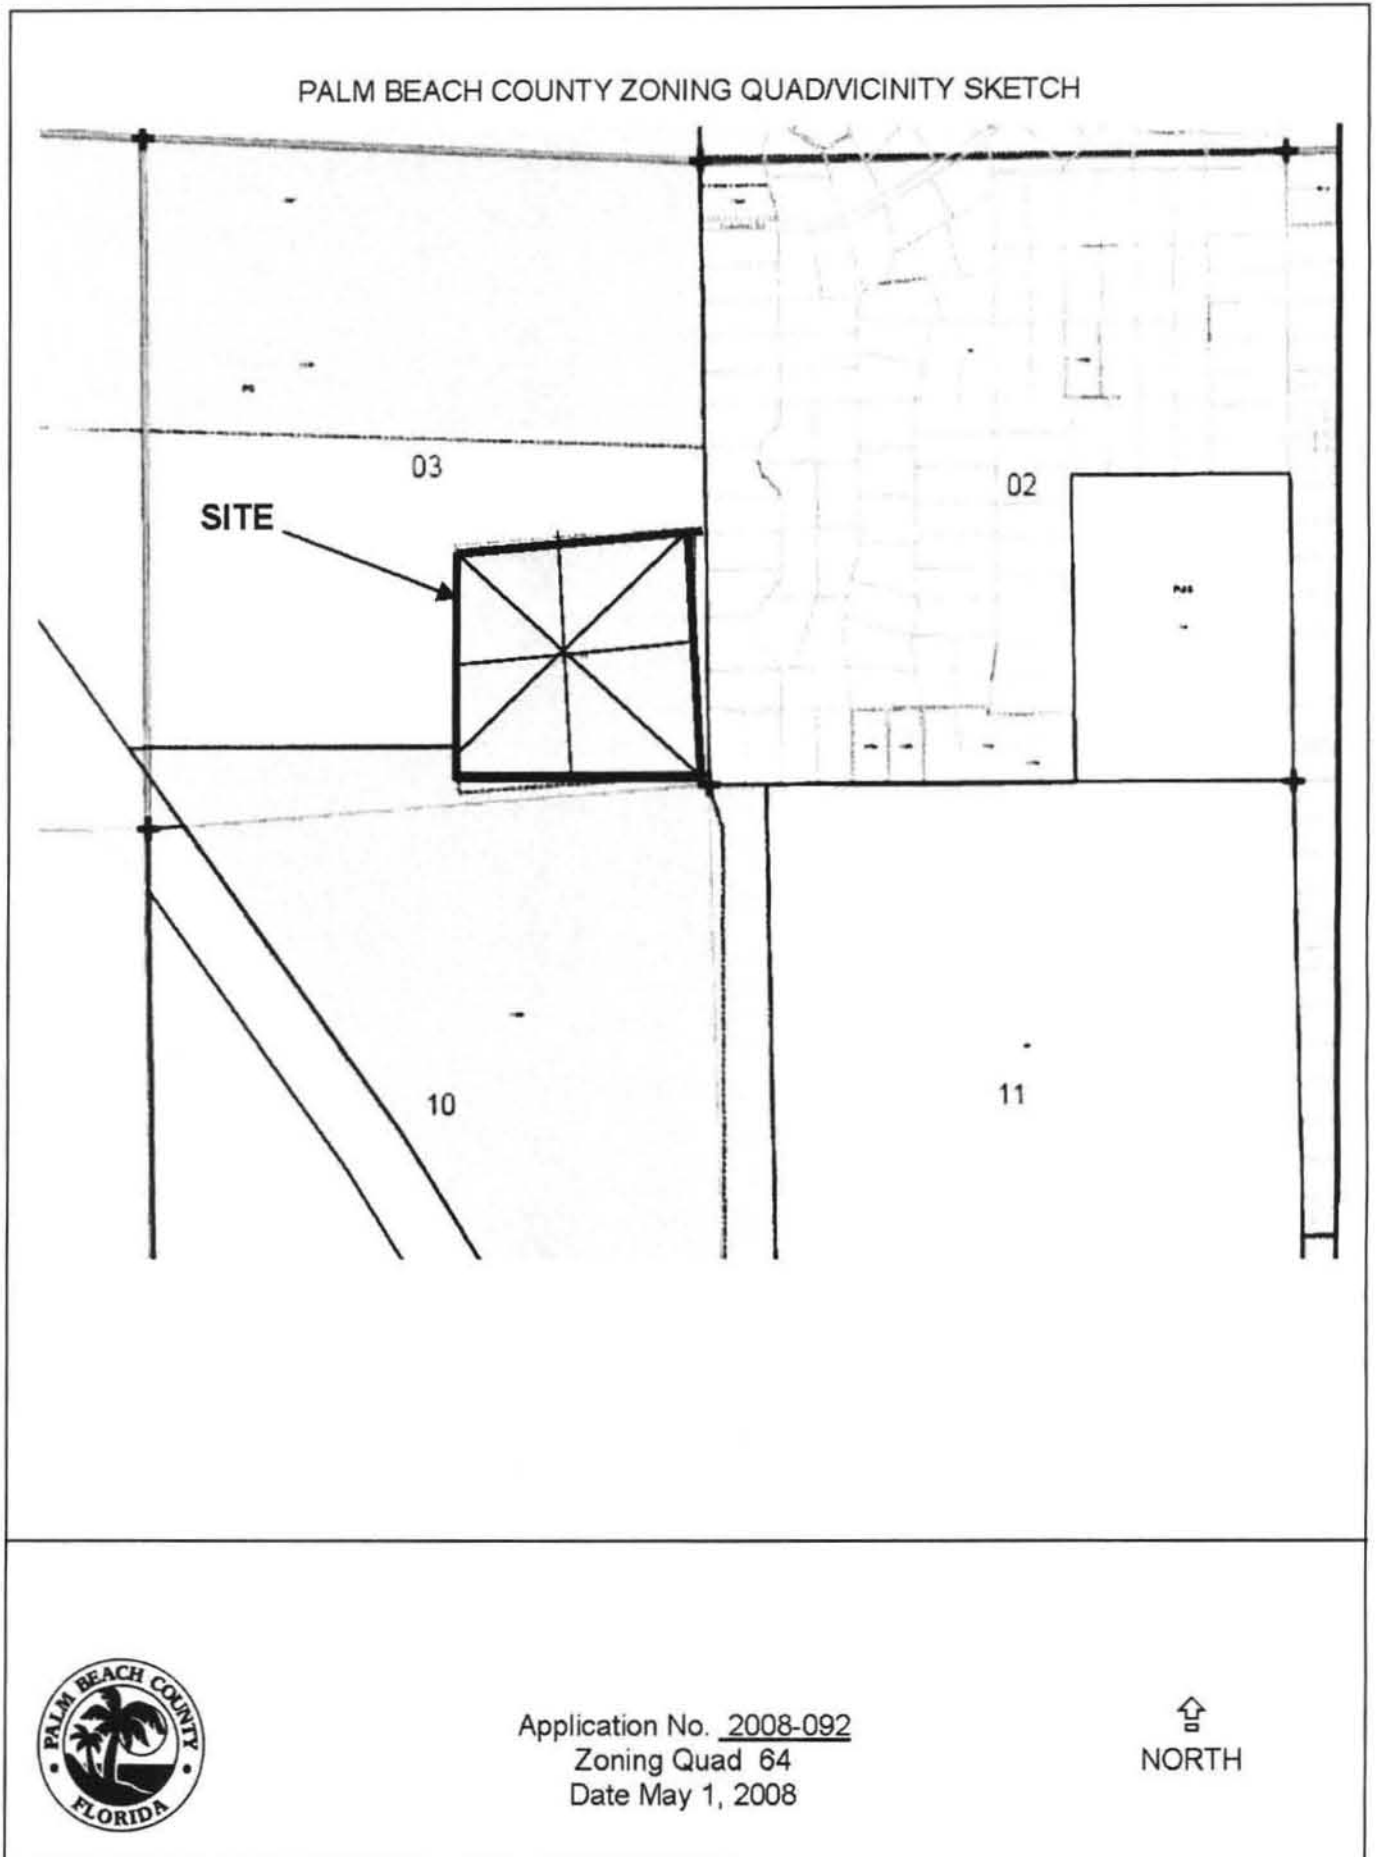 PALM BEACH COUNTY ZONING QUAD/VICINITY SKETCH
03
02
SITE
10
11
PALM BEACH COUNTY
FLORIDA
Application No. 2008-092
Zoning Quad 64
Date May 1, 2008
NORTH